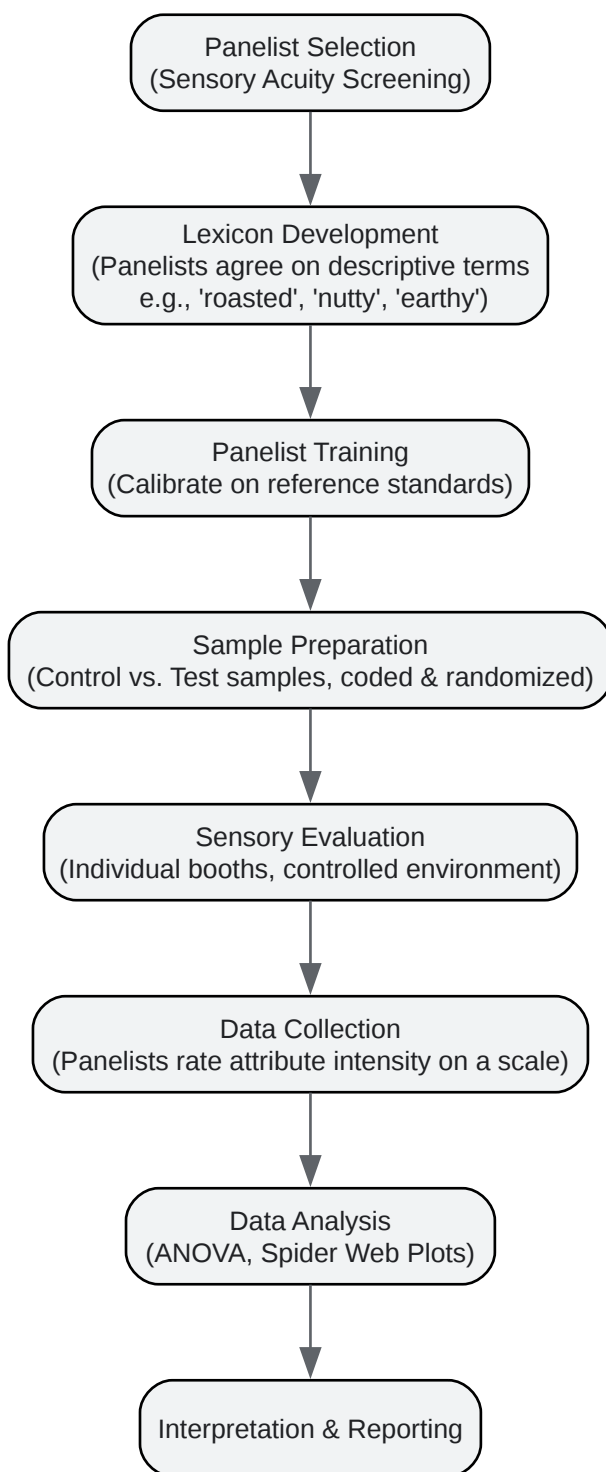 Panelist Selection
(Sensory Acuity Screening)
Lexicon Development
(Panelists agree on descriptive terms
e.g., 'roasted', 'nutty', 'earthy')
Panelist Training
(Calibrate on reference standards)
Sample Preparation
(Control vs. Test samples, coded & randomized)
Sensory Evaluation
(Individual booths, controlled environment)
Data Collection
(Panelists rate attribute intensity on a scale)
Data Analysis
(ANOVA, Spider Web Plots)
Interpretation & Reporting